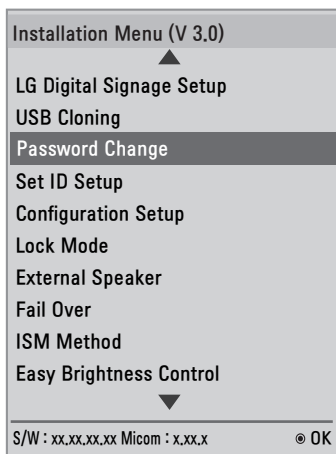 Installation Menu (V 3.0)
LG Digital Signage Setup
USB Cloning
Password Change
Set ID Setup
Configuration Setup
Lock Mode
External Speaker
Fail Over
ISM Method
Easy Brightness Control
S/W : xx.xx.xx.xx Micom : x.xx.x ◉ OK